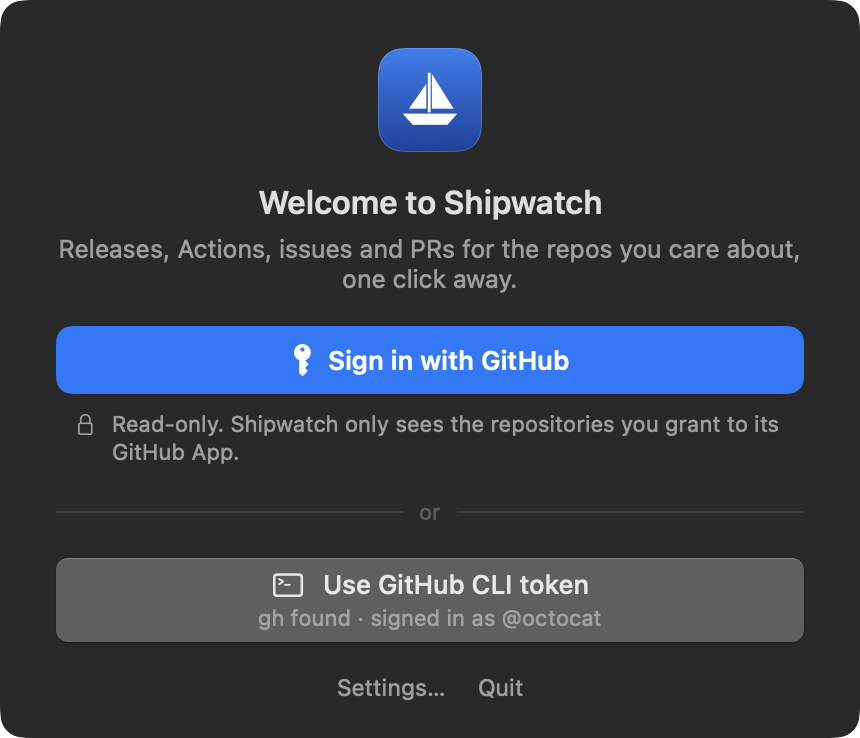 Welcome to Shipwatch
Releases, Actions, issues and PRs for the repos you care about,
one click away.
Sign in with GitHub
Read-only. Shipwatch only sees the repositories you grant to its
GitHub App.
or
Use GitHub CLI token
gh found · signed in as @octocat
Settings... Quit